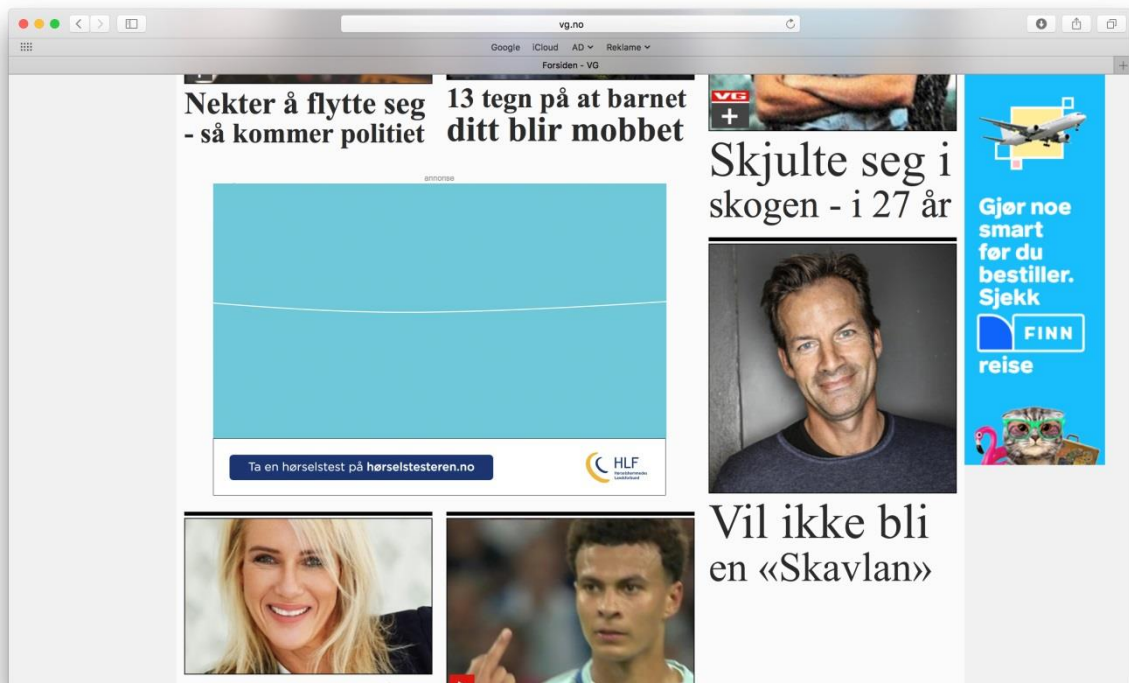 vg.no
Google iCloud AD Reklame
Forsiden - VG
Nekter å flytte seg
- så kommer politiet
13 tegn på at barnet
ditt blir mobbet
annonse
Ta en hørselstest på hørselstesteren.no
HLF
Hørselshemmedes
Landsforbund
VG
+
Skjulte seg i
skogen - i 27 år
Vil ikke bli
en «Skavlan»
Gjør noe
smart
før du
bestiller.
Sjekk
FINN
reise